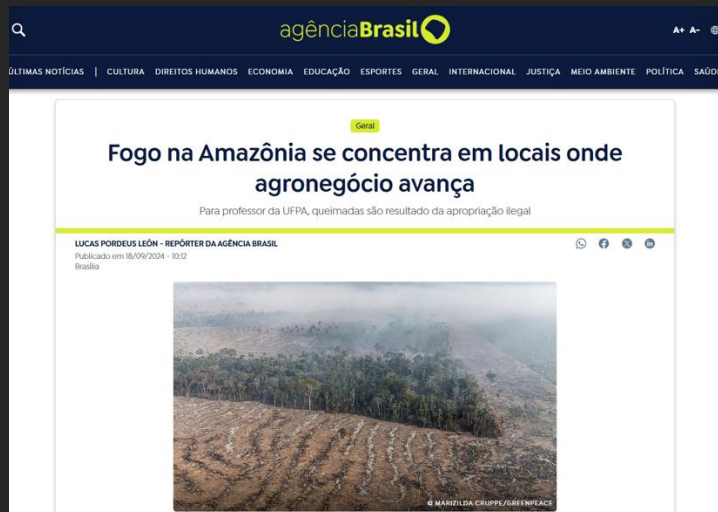 agênciaBrasil
A+ A-
ÚLTIMAS NOTÍCIAS | CULTURA DIREITOS HUMANOS ECONOMIA EDUCAÇÃO ESPORTES GERAL INTERNACIONAL JUSTIÇA MEIO AMBIENTE POLÍTICA SAÚD
Geral
Fogo na Amazônia se concentra em locais onde
agronegócio avança
Para professor da UFPA, queimadas são resultado da apropriação ilegal
LUCAS PORDEUS LEÓN - REPÓRTER DA AGÊNCIA BRASIL
Publicado em 18/09/2024 - 10:12
Brasília
© MARIZILDA CRUPPE/GREENPEACE